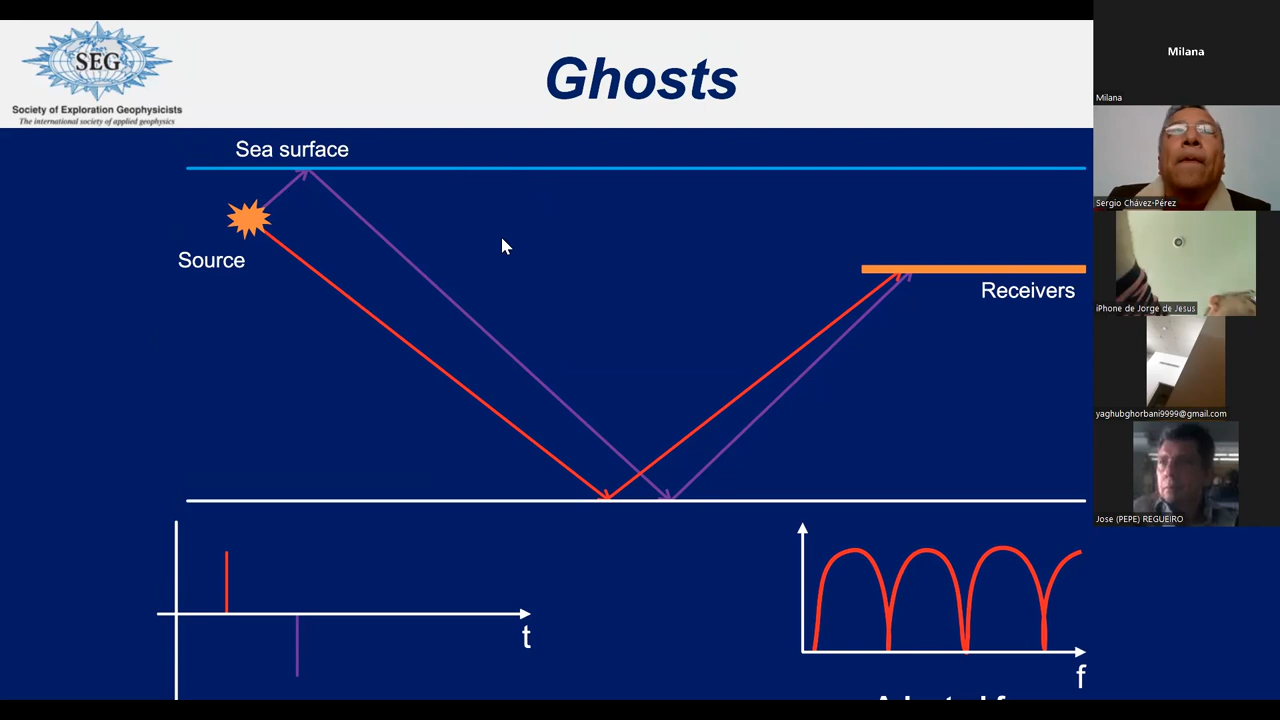 SEG
Society of Exploration Geophysicists
The international society of applied geophysics
Ghosts
Sea surface
Source
Receivers
t
f
Milana
Milana
Sergio Chávez-Pérez
iPhone de Jorge de Jesus
yaghubghorbani9999@gmail.com
Jose (PEPE) REGUEIRO